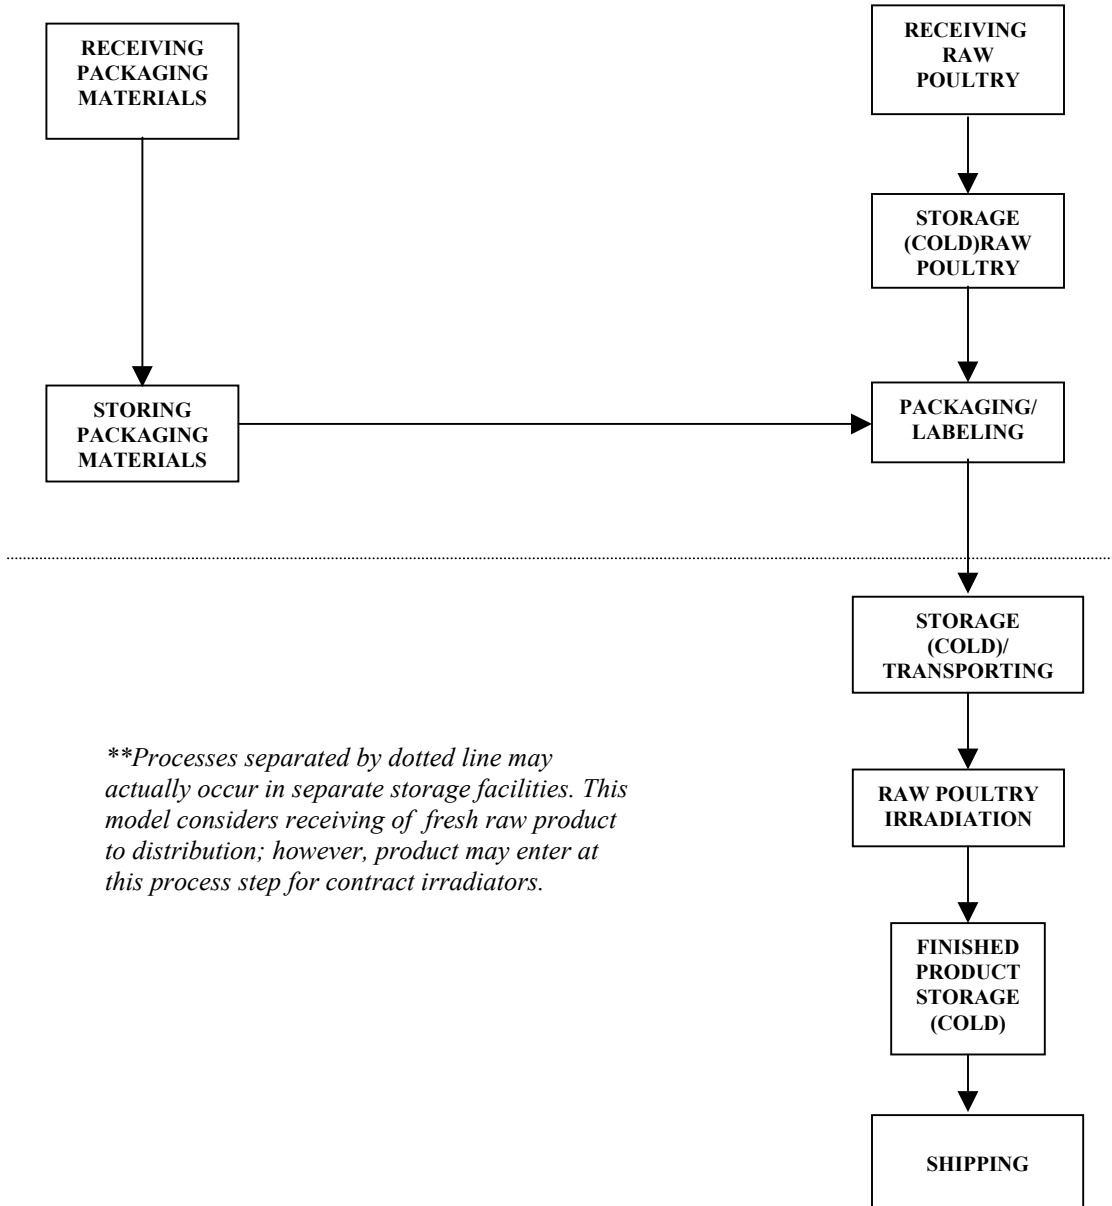 RECEIVING
PACKAGING
MATERIALS
RECEIVING
RAW
POULTRY
STORAGE
(COLD)RAW
POULTRY
STORING
PACKAGING
MATERIALS
PACKAGING/
LABELING
STORAGE
(COLD)/
TRANSPORTING
**Processes separated by dotted line may
actually occur in separate storage facilities. This
model considers receiving of fresh raw product
to distribution; however, product may enter at
this process step for contract irradiators.
RAW POULTRY
IRRADIATION
FINISHED
PRODUCT
STORAGE
(COLD)
SHIPPING